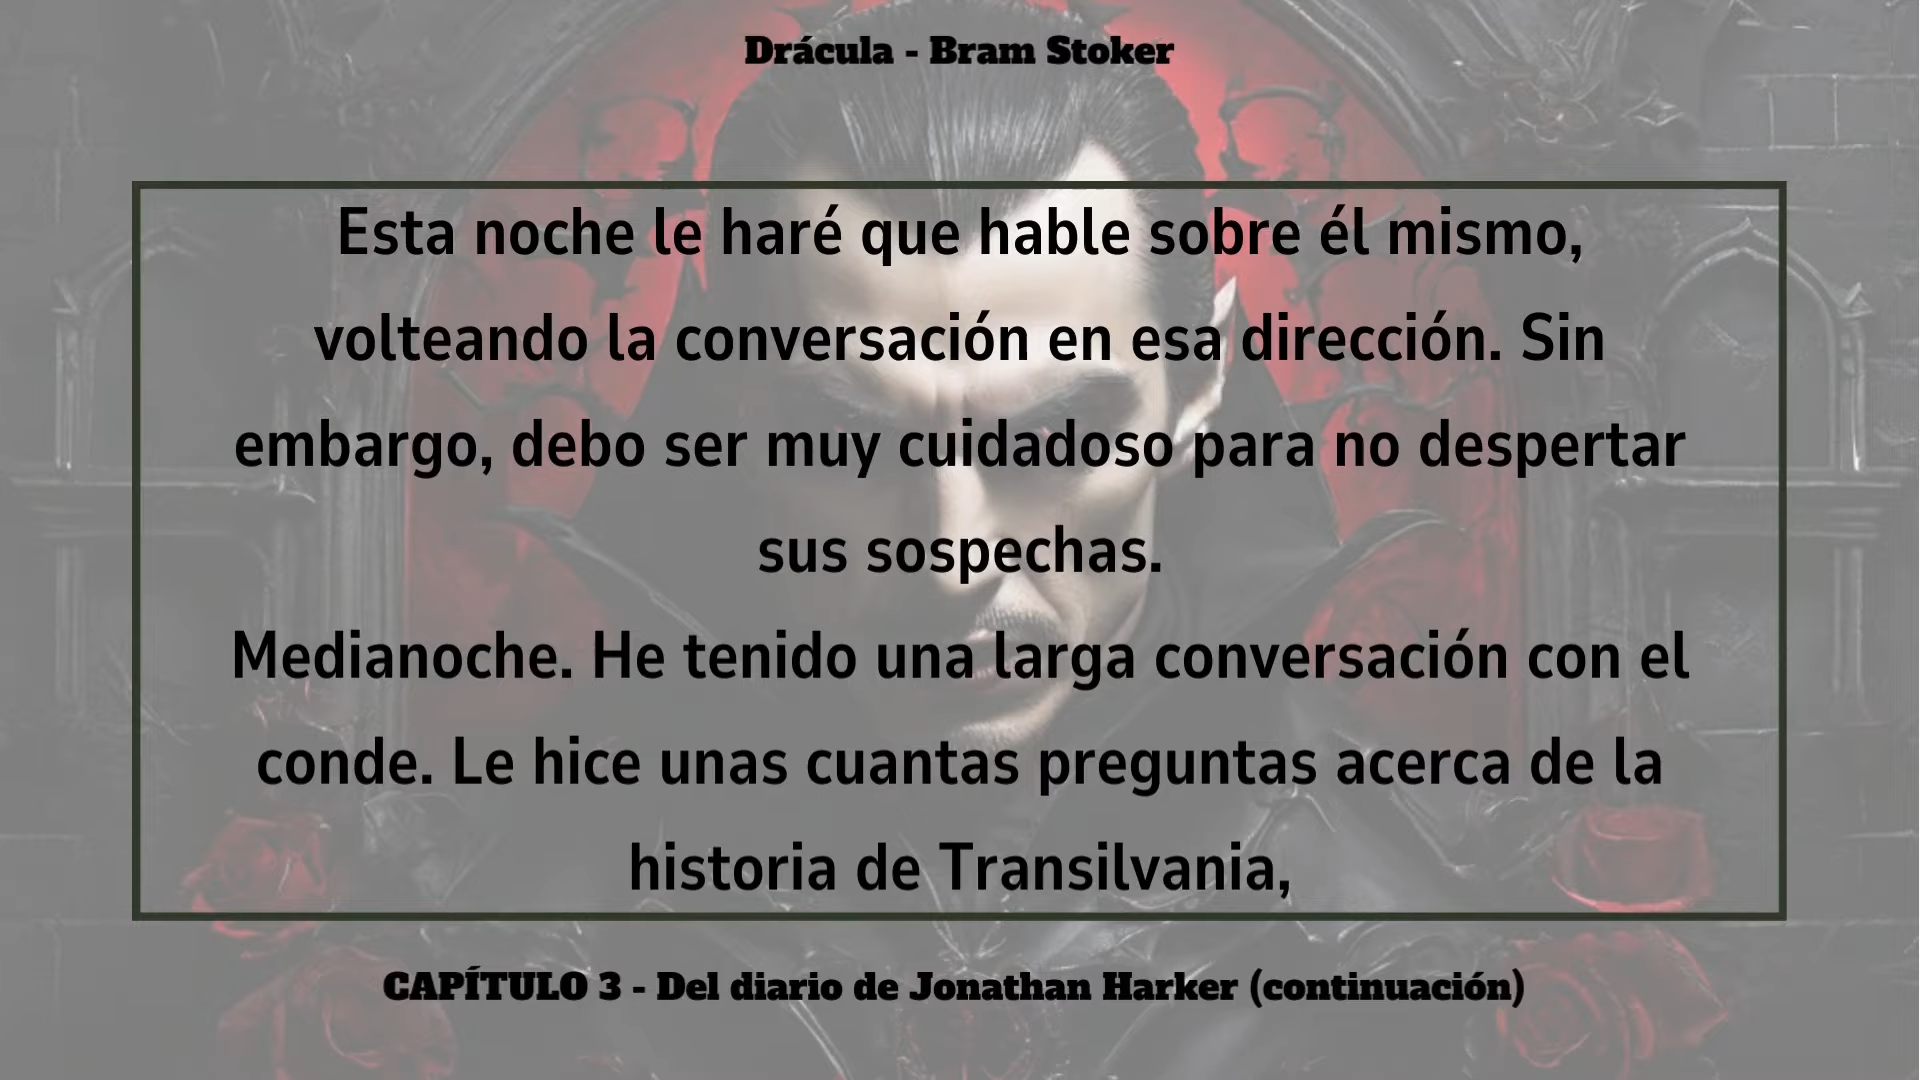 Drácula - Bram Stoker
Esta noche le haré que hable sobre él mismo,
volteando la conversación en esa dirección. Sin
embargo, debo ser muy cuidadoso para no despertar
sus sospechas.
Medianoche. He tenido una larga conversación con el
conde. Le hice unas cuantas preguntas acerca de la
historia de Transilvania,
CAPÍTULO 3 - Del diario de Jonathan Harker (continuación)